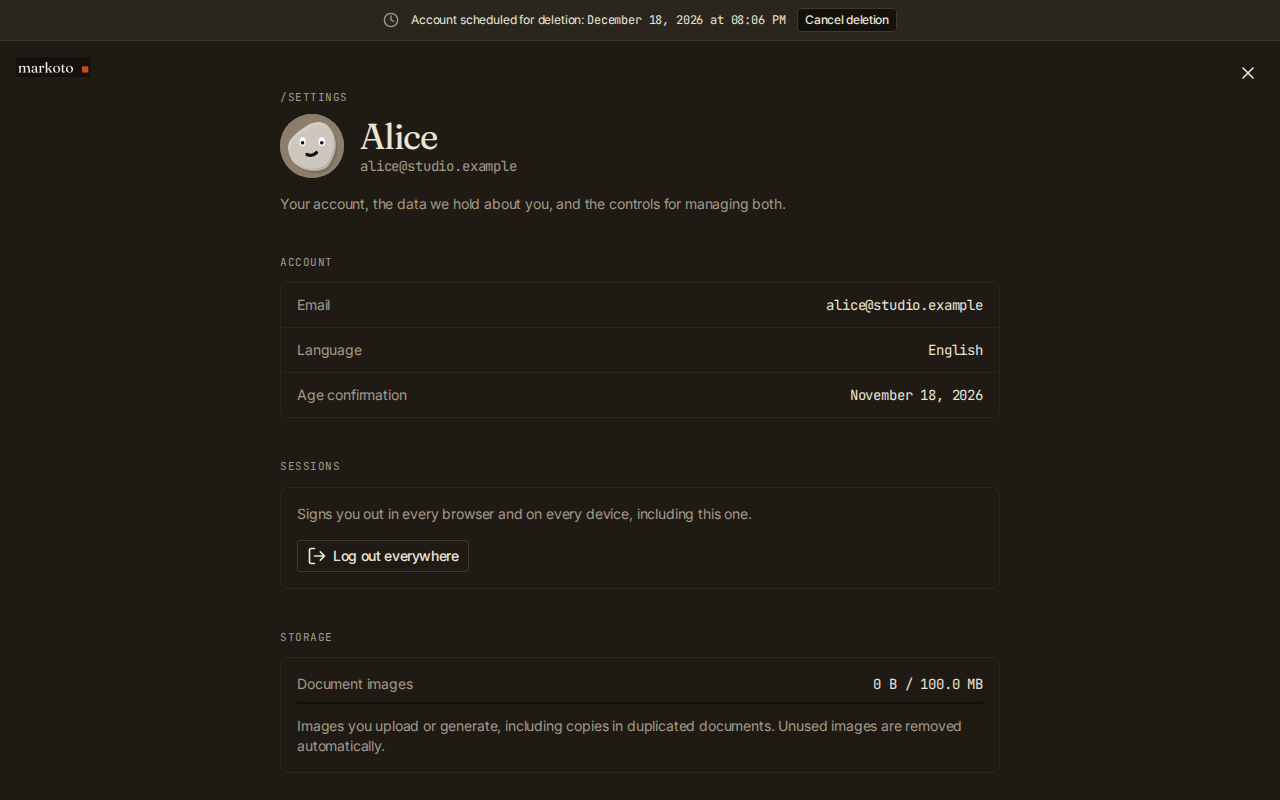 Account scheduled for deletion: December 18, 2026 at 08:06 PM Cancel deletion
markoto
/SETTINGS
Alice
alice@studio.example
Your account, the data we hold about you, and the controls for managing both.
ACCOUNT
Email alice@studio.example
Language English
Age confirmation November 18, 2026
SESSIONS
Signs you out in every browser and on every device, including this one.
Log out everywhere
STORAGE
Document images 0 B / 100.0 MB
Images you upload or generate, including copies in duplicated documents. Unused images are removed
automatically.